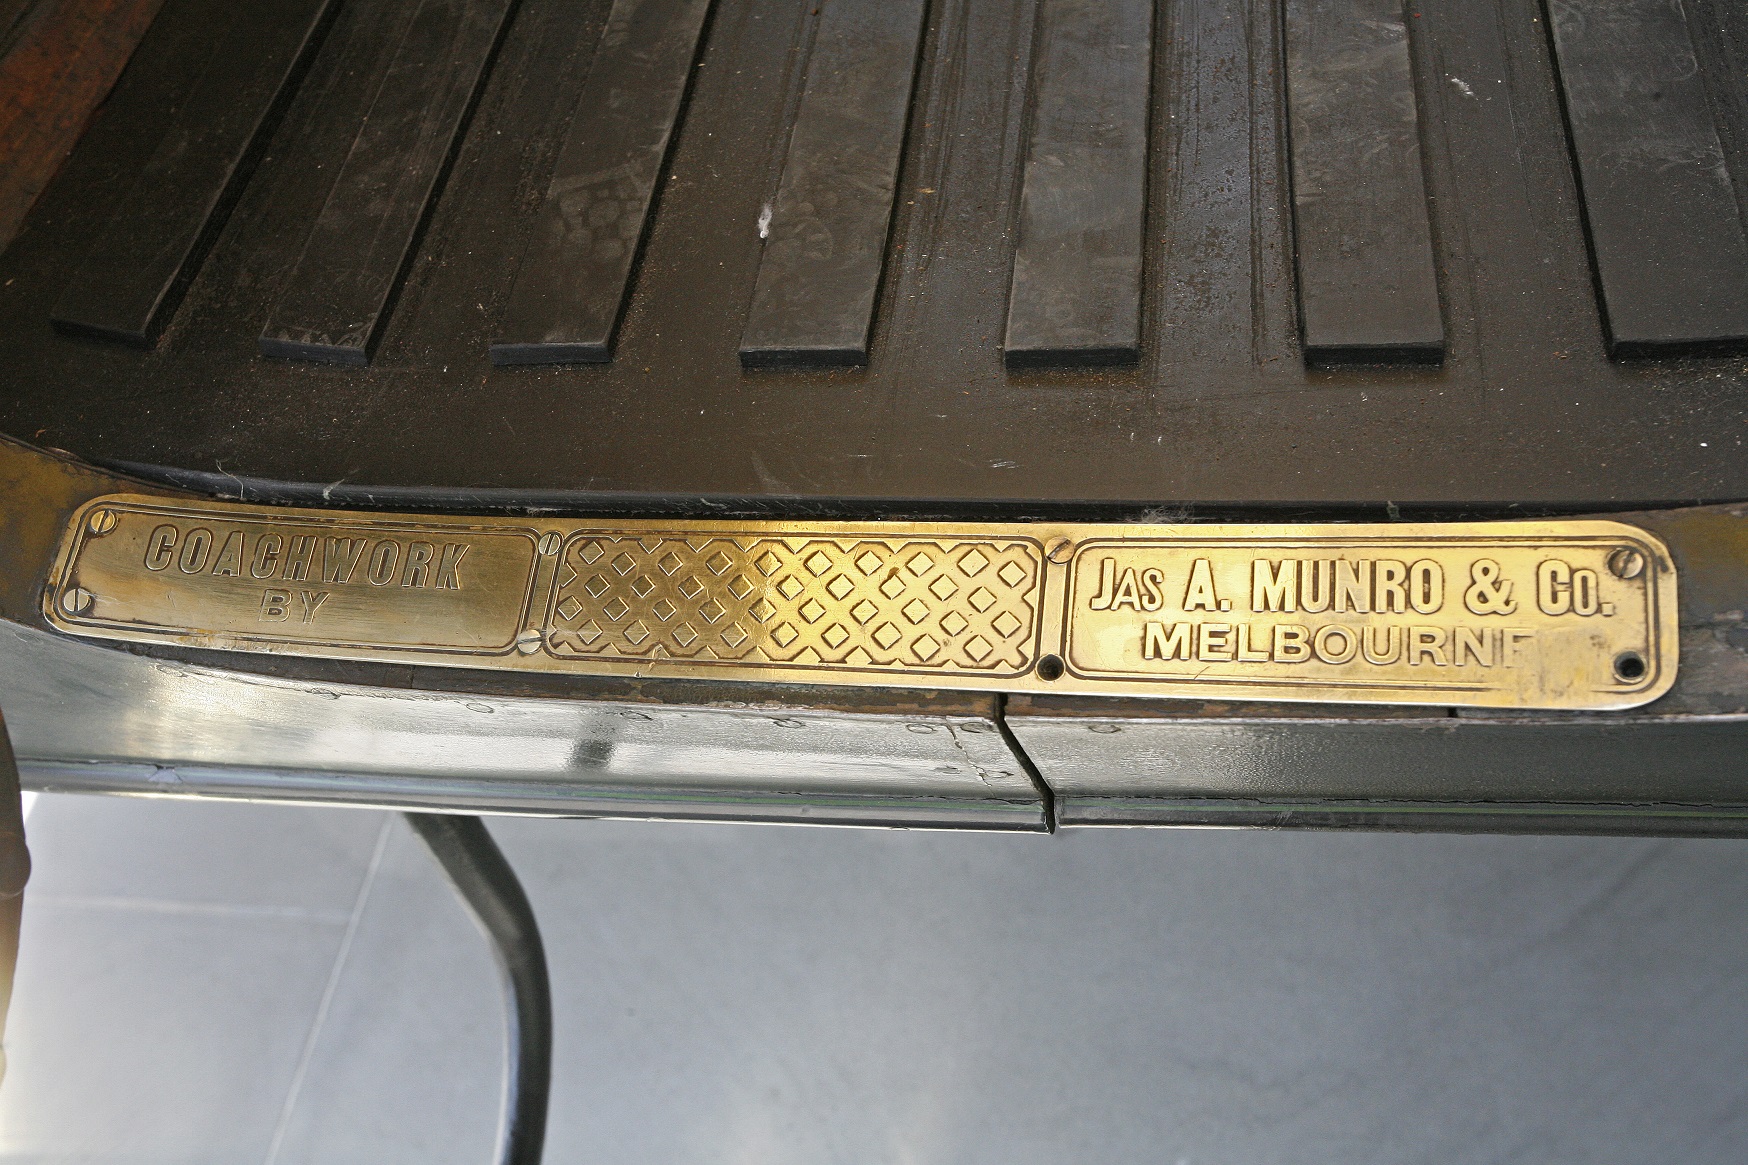 COACHWORK
BY
JAS A. MUNRO & CO.
MELBOURNE